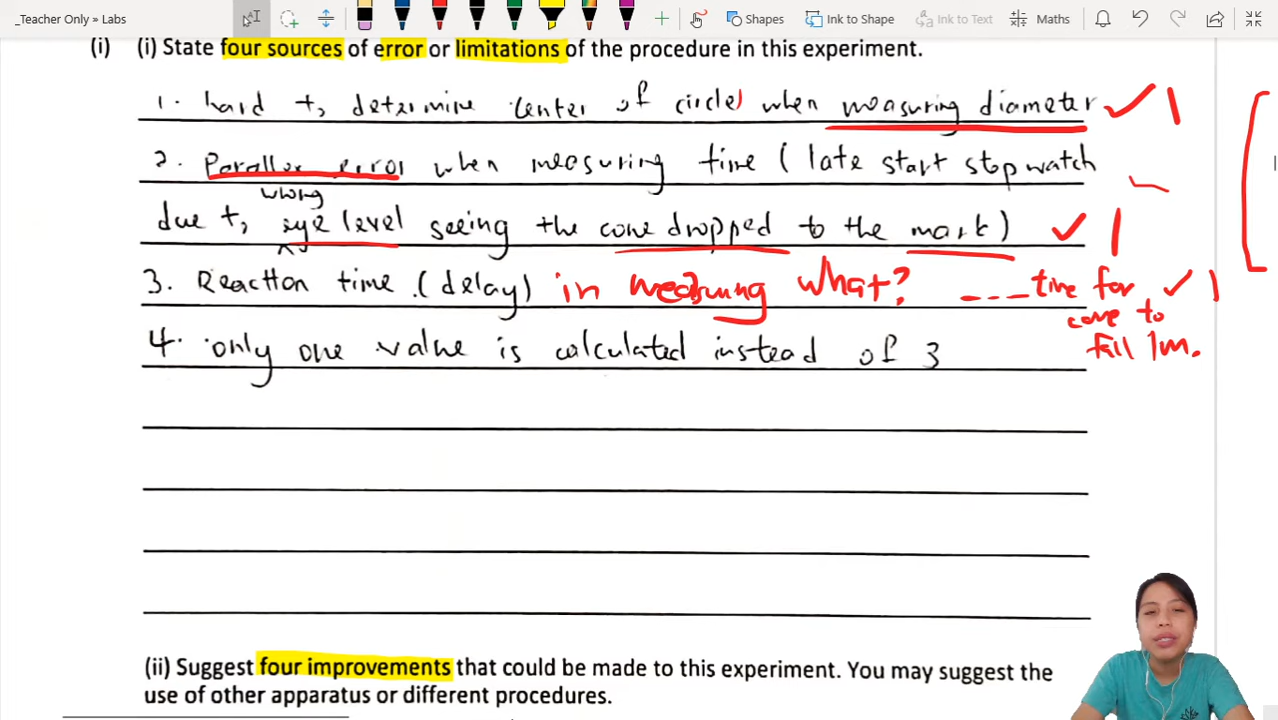 _Teacher Only » Labs
Shapes
Ink to Shape
Ink to Text
Maths
(i) (i) State four sources of error or limitations of the procedure in this experiment.
1. hard to determine center of circle when measuring diameter ✓ 1
2. Parallax error when measuring time (late start stopwatch
wrong
due to eye level seeing the cone dropped to the mark) ✓ 1
3. Reaction time (delay) in measuring what? ---- time for ✓ 1
cone to
fall 1m.
4. only one value is calculated instead of 3
(ii) Suggest four improvements that could be made to this experiment. You may suggest the
use of other apparatus or different procedures.